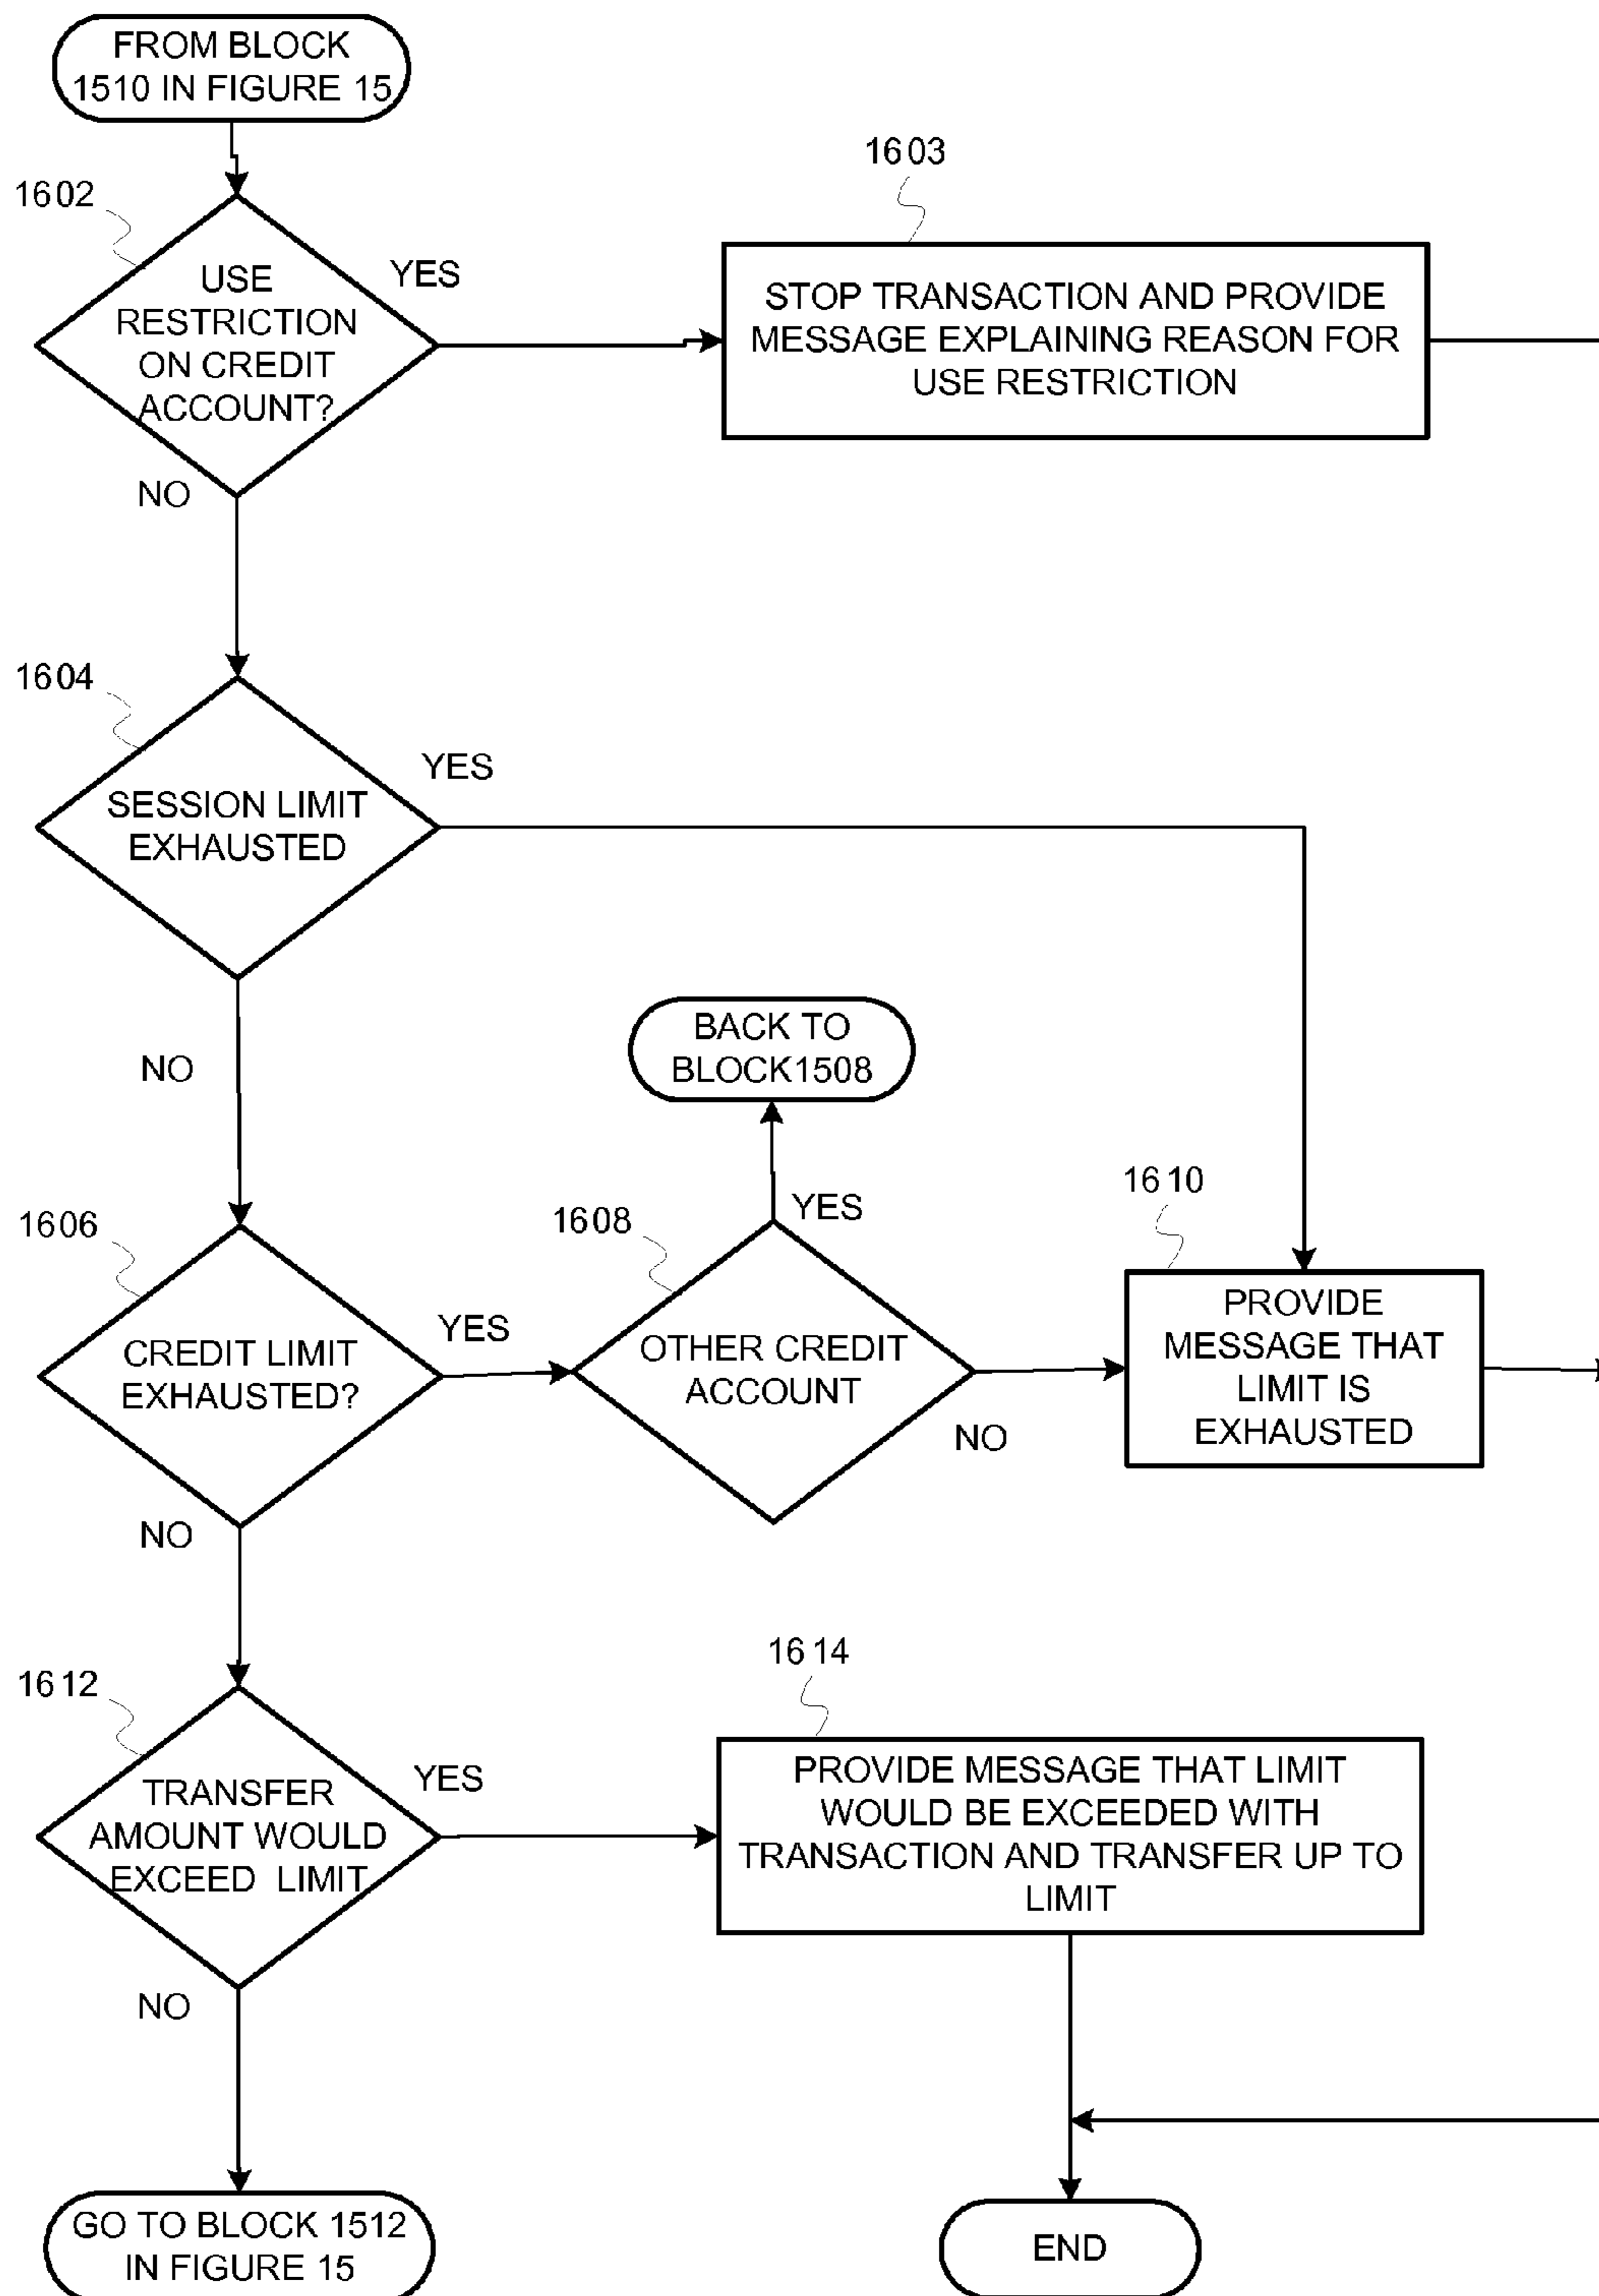 FROM BLOCK
1510 IN FIGURE 15
1602
USE
RESTRICTION
ON CREDIT
ACCOUNT?
YES
NO
1603
STOP TRANSACTION AND PROVIDE
MESSAGE EXPLAINING REASON FOR
USE RESTRICTION
1604
SESSION LIMIT
EXHAUSTED
YES
NO
BACK TO
BLOCK1508
1606
CREDIT LIMIT
EXHAUSTED?
YES
NO
1608
OTHER CREDIT
ACCOUNT
YES
NO
1610
PROVIDE
MESSAGE THAT
LIMIT IS
EXHAUSTED
1612
TRANSFER
AMOUNT WOULD
EXCEED LIMIT
YES
NO
1614
PROVIDE MESSAGE THAT LIMIT
WOULD BE EXCEEDED WITH
TRANSACTION AND TRANSFER UP TO
LIMIT
GO TO BLOCK 1512
IN FIGURE 15
END